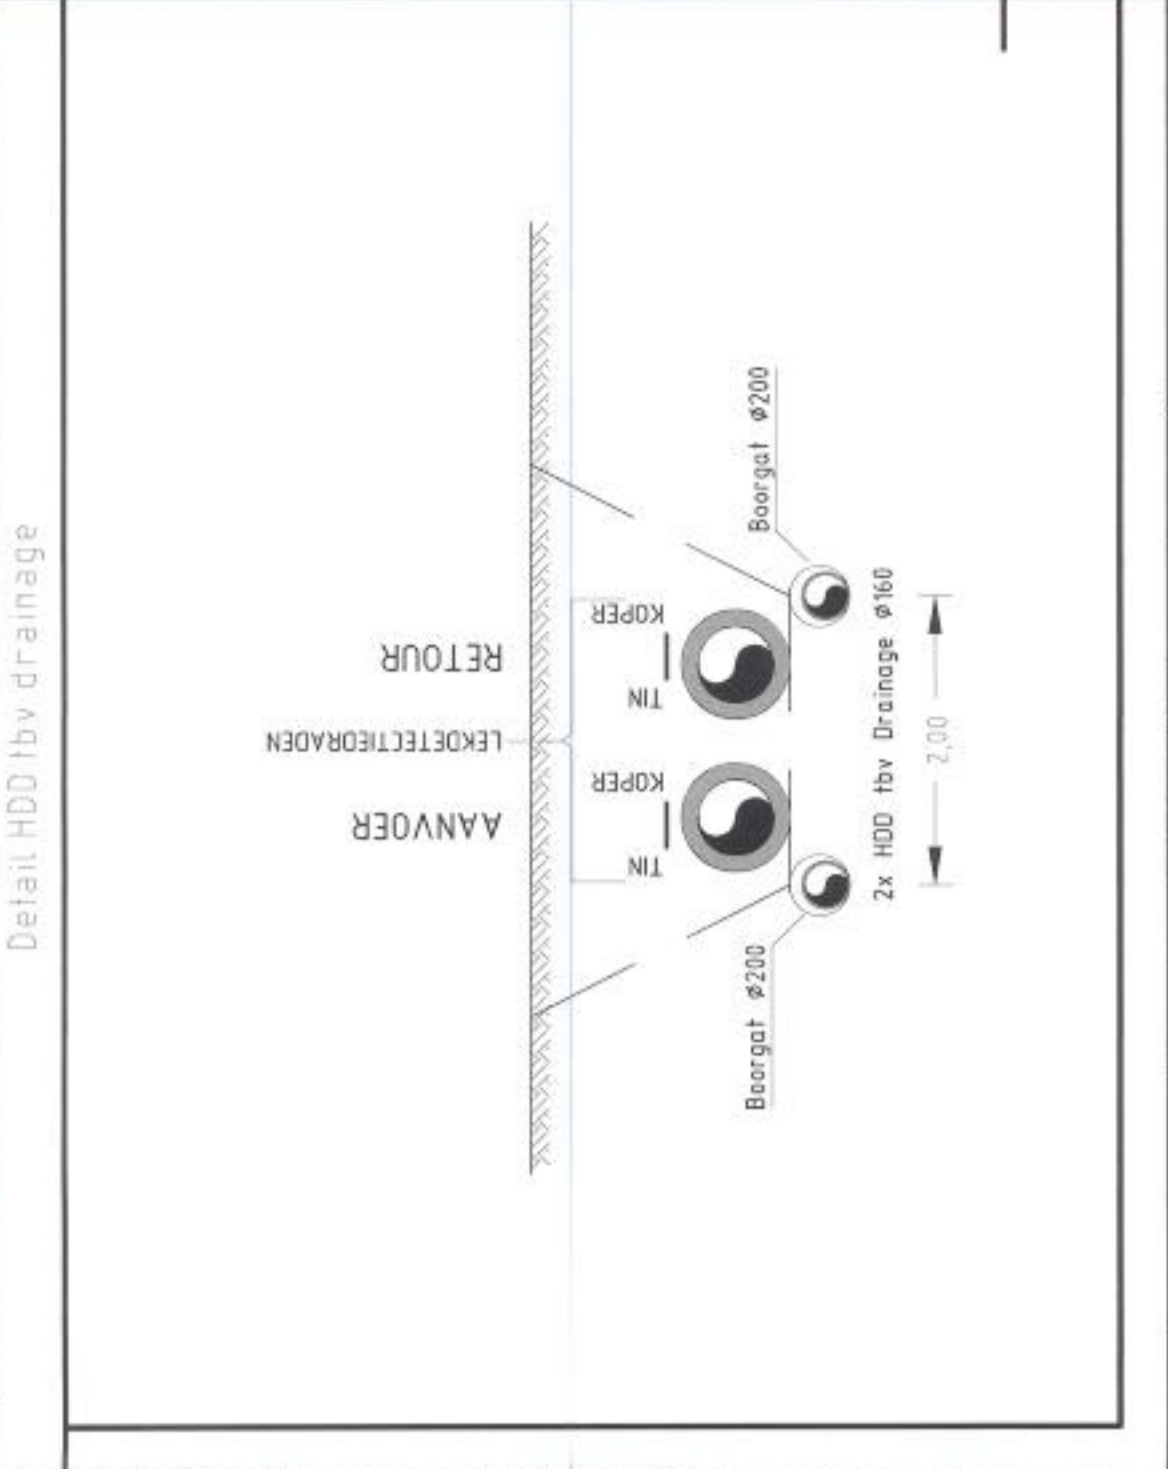 Detail HDD tbv drainage
RETOUR
LEKDETECTIEDRADEN
AANVOER
KOPER
TIN
KOPER
TIN
Boorgat ø200
Boorgat ø200
2x HDD tbv Drainage ø160
2,00